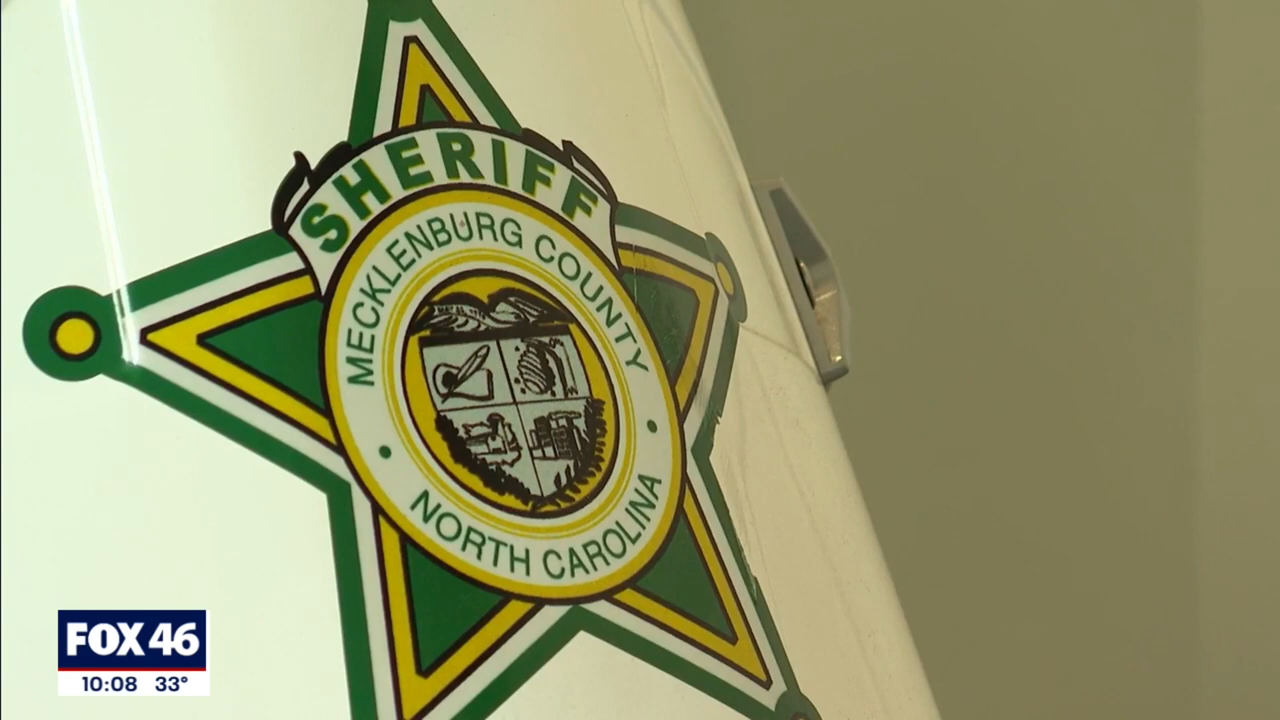 SHERIFF
MECKLENBURG COUNTY
NORTH CAROLINA
FOX 46
10:08 33°